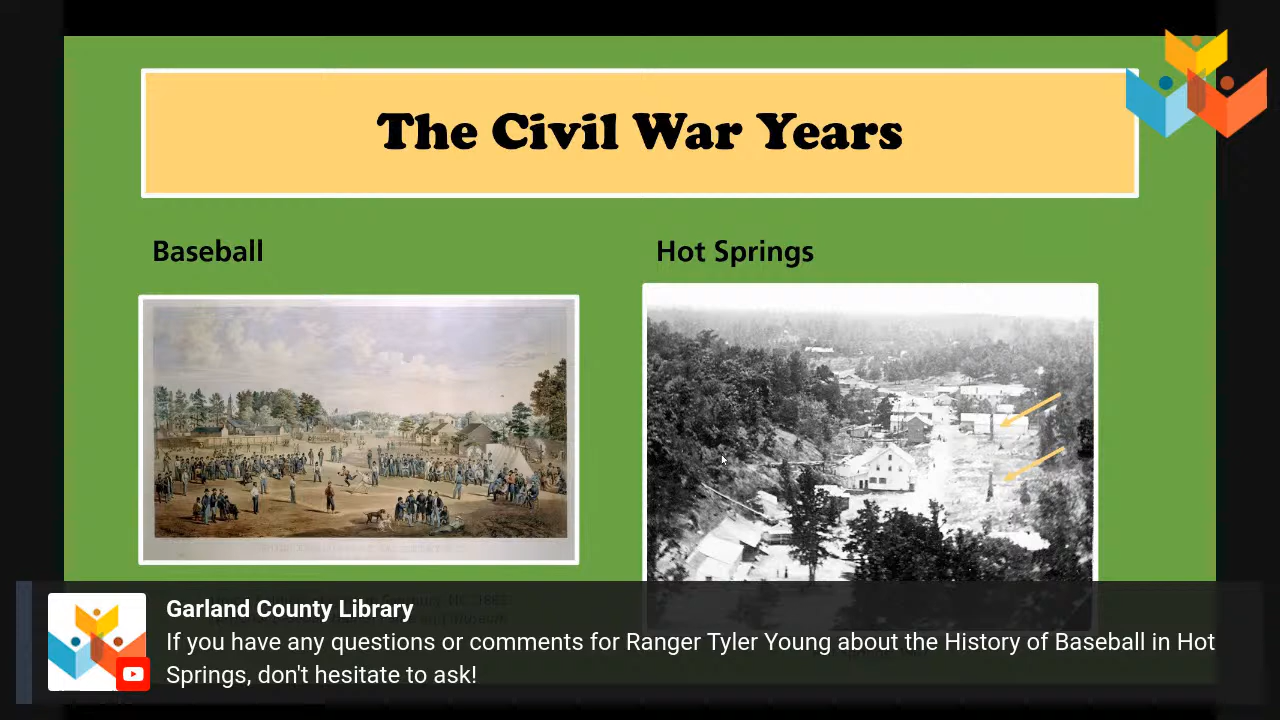 The Civil War Years
Baseball
Hot Springs
Garland County Library
If you have any questions or comments for Ranger Tyler Young about the History of Baseball in Hot
Springs, don't hesitate to ask!